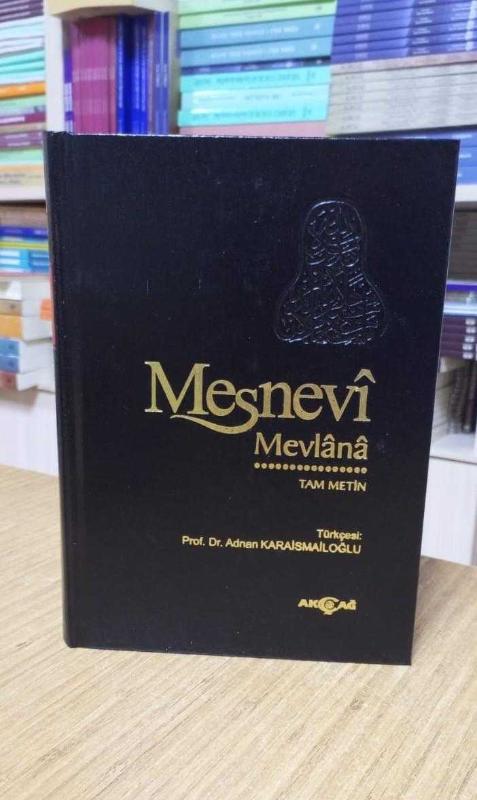 Mesnevî
Mevlânâ
TAM METİN
Türkçesi:
Prof. Dr. Adnan KARAİSMAİLOĞLU
AKÇAĞ